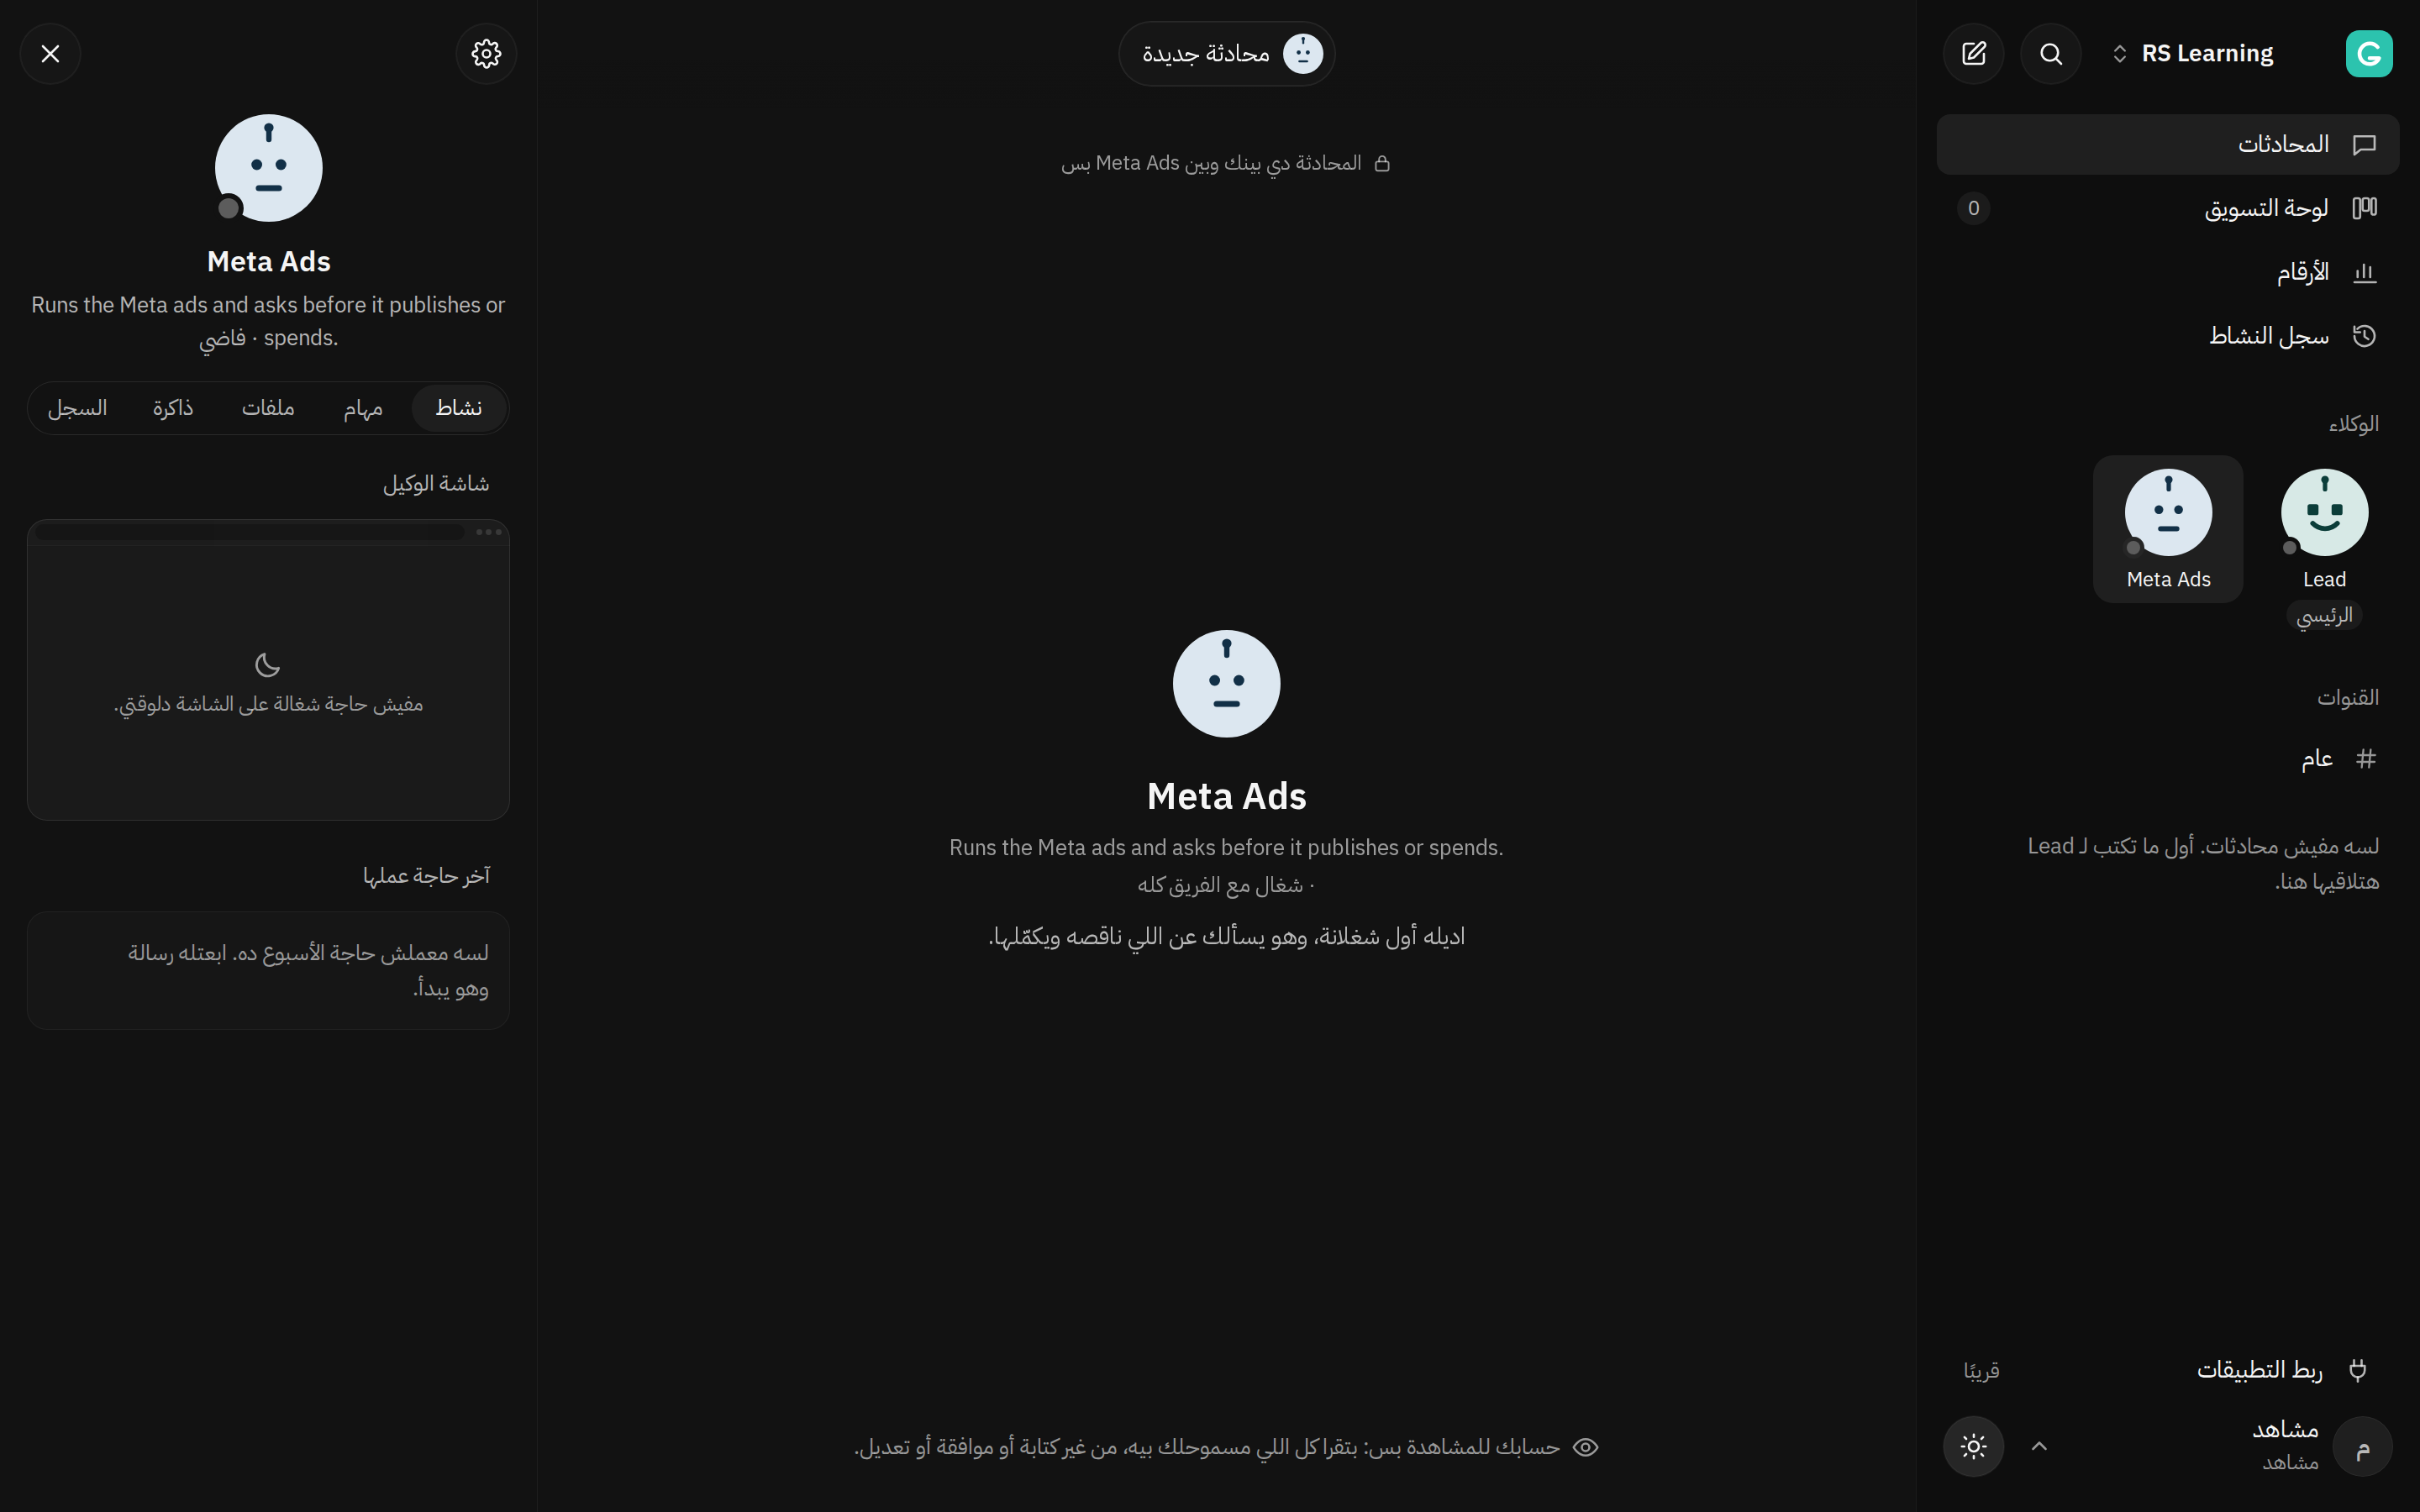 RS Learning
المحادثات
لوحة التسويق
0
الأرقام
سجل النشاط
الوكلاء
Lead
الرئيسي
Meta Ads
القنوات
عام
لسه مفيش محادثات. أول ما تكتب لـ Lead
هتلاقيها هنا.
ربط التطبيقات
قريبًا
م
مشاهد
مشاهد
محادثة جديدة
المحادثة دي بينك وبين Meta Ads بس
Meta Ads
Runs the Meta ads and asks before it publishes or spends.
· شغال مع الفريق كله
اديله أول شغلانة، وهو يسألك عن اللي ناقصه ويكمّلها.
حسابك للمشاهدة بس: بتقرا كل اللي مسموحلك بيه، من غير كتابة أو موافقة أو تعديل.
Meta Ads
Runs the Meta ads and asks before it publishes or
spends. · فاضي
نشاط
مهام
ملفات
ذاكرة
السجل
شاشة الوكيل
مفيش حاجة شغالة على الشاشة دلوقتي.
آخر حاجة عملها
لسه معملش حاجة الأسبوع ده. ابعتله رسالة
وهو يبدأ.